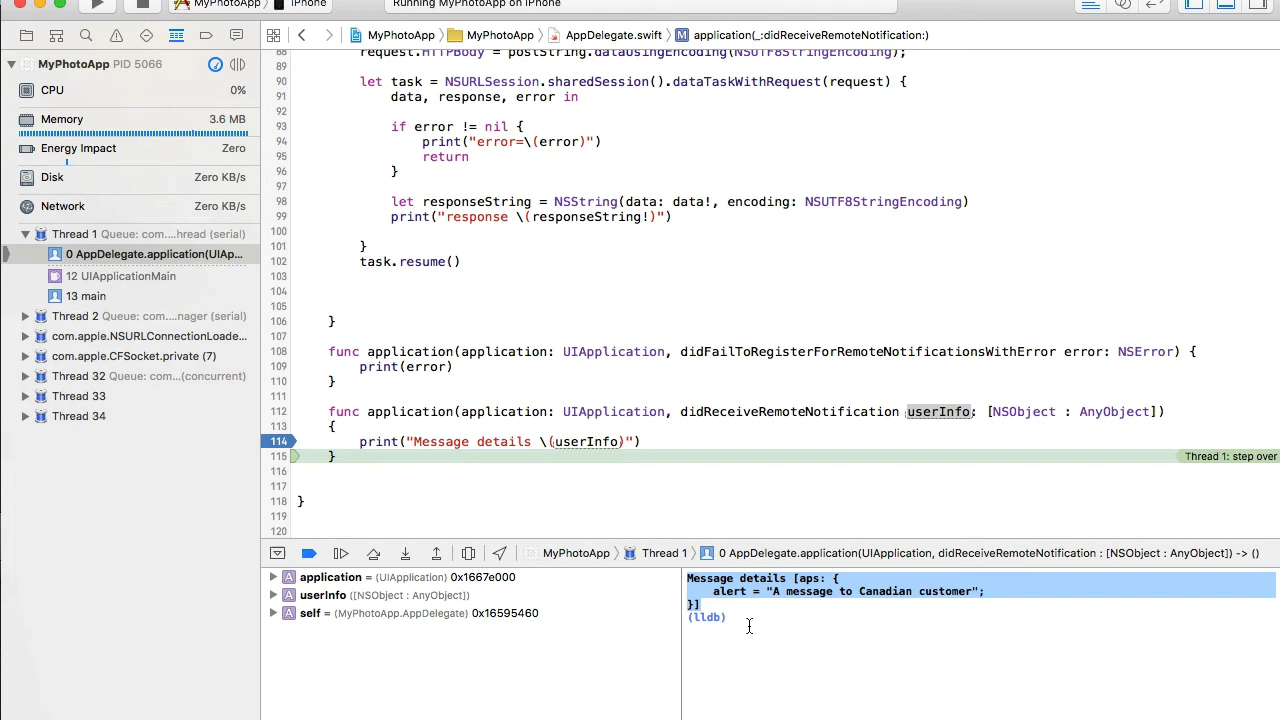 MyPhotoApp iPhone Running MyPhotoApp on iPhone
MyPhotoApp MyPhotoApp AppDelegate.swift application(_:didReceiveRemoteNotification:)
MyPhotoApp PID 5066
CPU 0%
Memory 3.6 MB
Energy Impact Zero
Disk Zero KB/s
Network Zero KB/s
Thread 1 Queue: com....hread (serial)
0 AppDelegate.application(UIAp...
12 UIApplicationMain
13 main
Thread 2 Queue: com....nager (serial)
com.apple.NSURLConnectionLoade...
com.apple.CFSocket.private (7)
Thread 32 Queue: com....(concurrent)
Thread 33
Thread 34
88 request.HTTPBody = postString.dataUsingEncoding(NSUTF8StringEncoding);
89
90 let task = NSURLSession.sharedSession().dataTaskWithRequest(request) {
91 data, response, error in
92
93 if error != nil {
94 print("error=\(error)")
95 return
96 }
97
98 let responseString = NSString(data: data!, encoding: NSUTF8StringEncoding)
99 print("response \(responseString!)")
100
101 }
102 task.resume()
103
104
105
106 }
107
108 func application(application: UIApplication, didFailToRegisterForRemoteNotificationsWithError error: NSError) {
109 print(error)
110 }
111
112 func application(application: UIApplication, didReceiveRemoteNotification userInfo: [NSObject : AnyObject])
113 {
114 print("Message details \(userInfo)")
115 } Thread 1: step over
116
117
118 }
119
120
MyPhotoApp Thread 1 0 AppDelegate.application(UIApplication, didReceiveRemoteNotification : [NSObject : AnyObject]) -> ()
A application = (UIApplication) 0x1667e000
A userInfo ([NSObject : AnyObject])
A self = (MyPhotoApp.AppDelegate) 0x16595460
Message details [aps: {
alert = "A message to Canadian customer";
}]
(lldb)